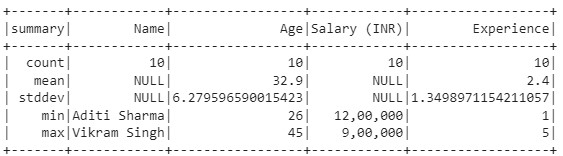 +-------+------------+-----------------+------------+------------------+
|summary|        Name|              Age|Salary (INR)|        Experience|
+-------+------------+-----------------+------------+------------------+
|  count|          10|               10|          10|                10|
|   mean|        NULL|             32.9|        NULL|               2.4|
| stddev|        NULL|6.279596590015423|        NULL|1.3498971154211057|
|    min|Aditi Sharma|               26|   12,00,000|                 1|
|    max|Vikram Singh|               45|    9,00,000|                 5|
+-------+------------+-----------------+------------+------------------+